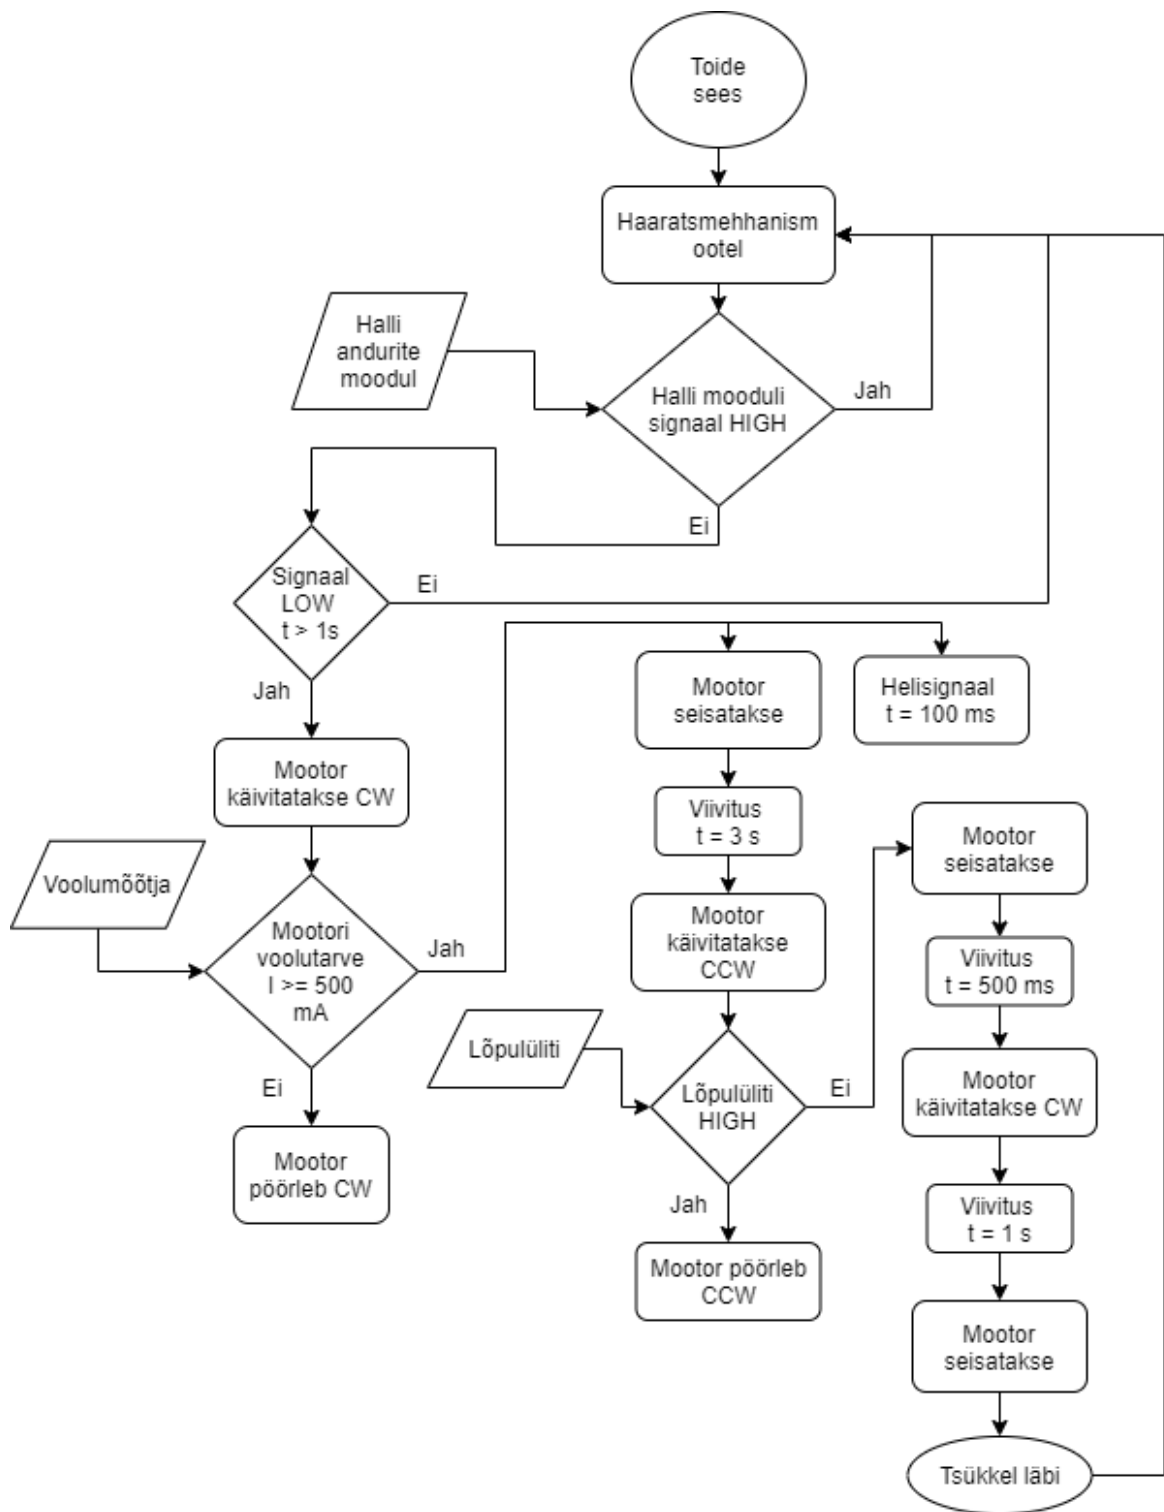 Toide
sees
Haaratsmehhanism
ootel
Halli
andurite
moodul
Halli mooduli
signaal HIGH
Jah
Ei
Signaal
LOW
t > 1s
Ei
Jah
Mootor
seisatakse
Helisignaal
t = 100 ms
Mootor
käivitatakse CW
Viivitus
t = 3 s
Mootor
seisatakse
Voolumõõtja
Mootori
voolutarve
I >= 500
mA
Jah
Mootor
käivitatakse
CCW
Viivitus
t = 500 ms
Lõpulüliti
Lõpulüliti
HIGH
Ei
Mootor
käivitatakse CW
Ei
Mootor
pöörleb CW
Jah
Viivitus
t = 1 s
Mootor pöörleb
CCW
Mootor
seisatakse
Tsükkel läbi